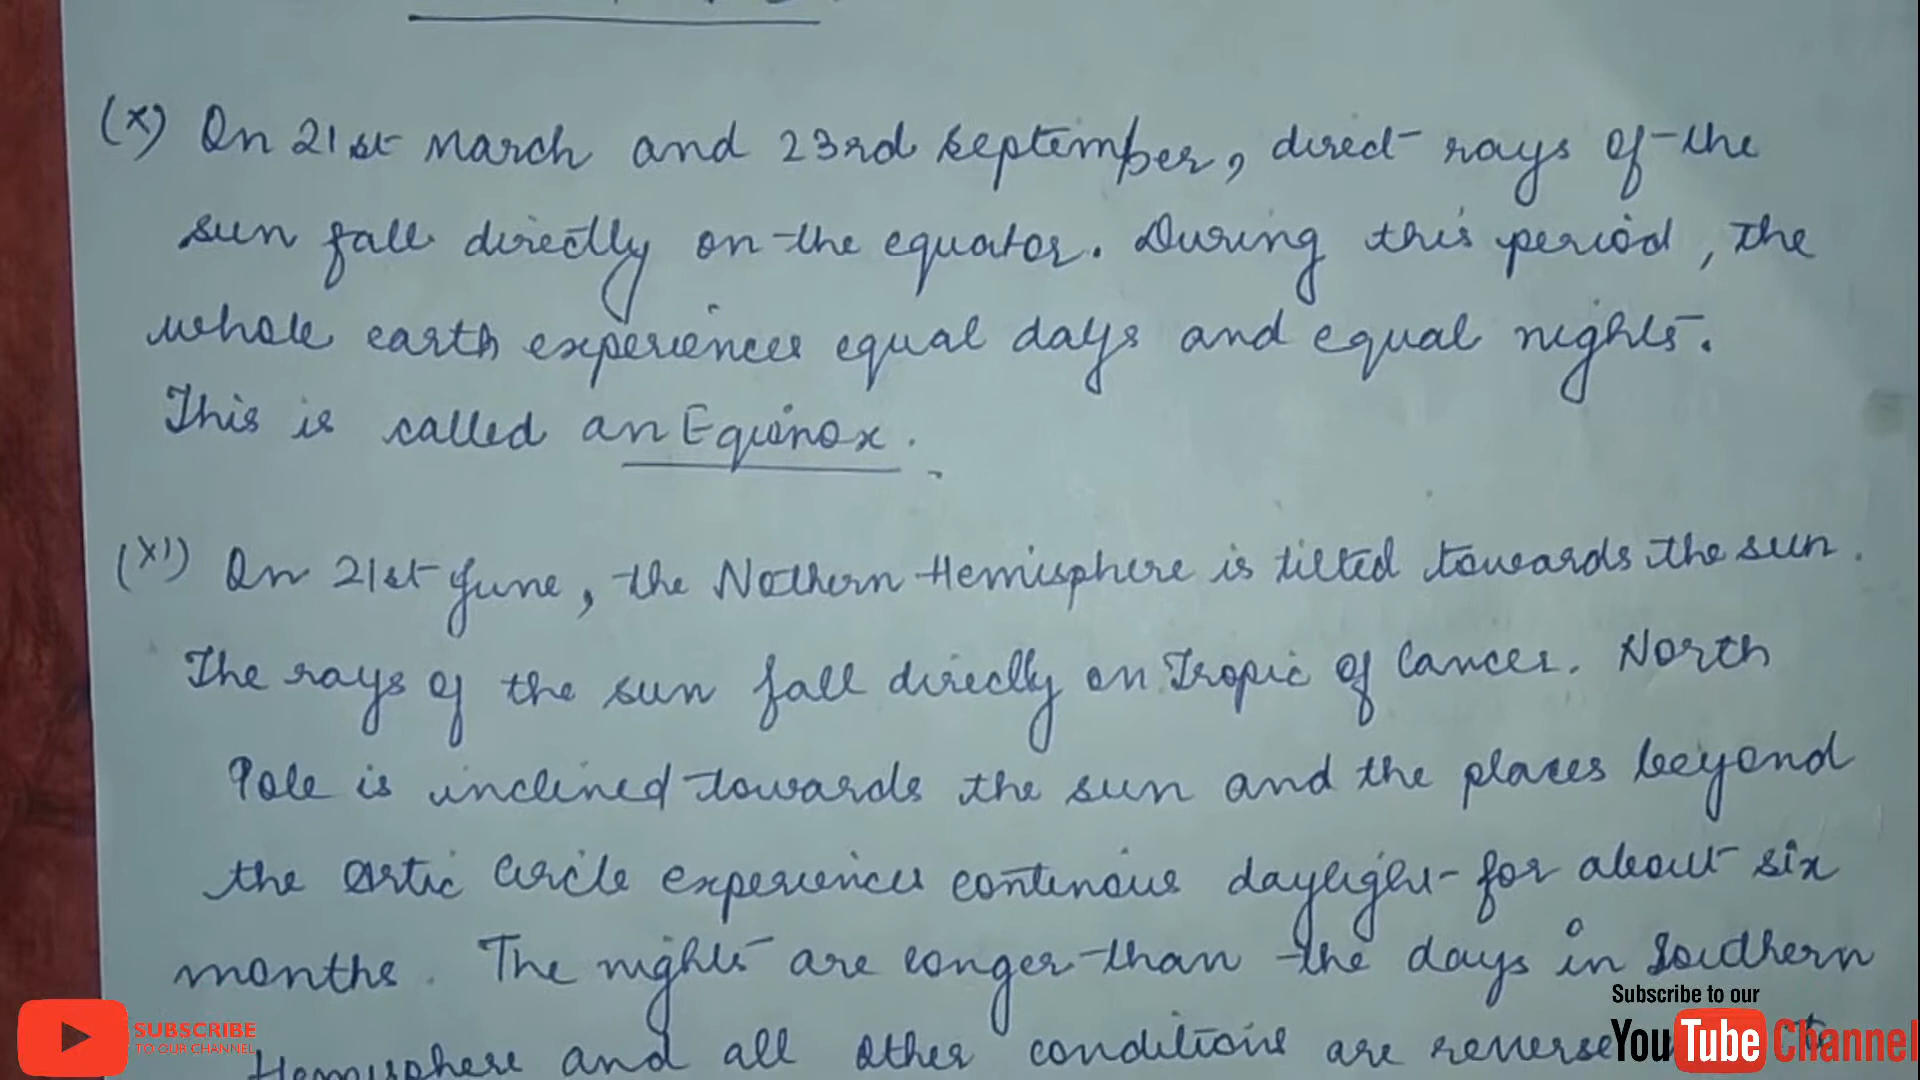 (x) On 21st March and 23rd September, direct rays of the
sun fall directly on the equator. During this period, the
whole earth experiences equal days and equal nights.
This is called an Equinox.
(xi) On 21st June, the Nothern Hemisphere is tilted towards the sun.
The rays of the sun fall directly on Tropic of Cancer. North
Pole is inclined towards the sun and the places beyond
the Artic Circle experiences continous daylight for about six
months. The nights are longer than the days in Southern
Hemisphere and all other conditions are reverse
SUBSCRIBE
TO OUR CHANNEL
Subscribe to our
YouTube Channel